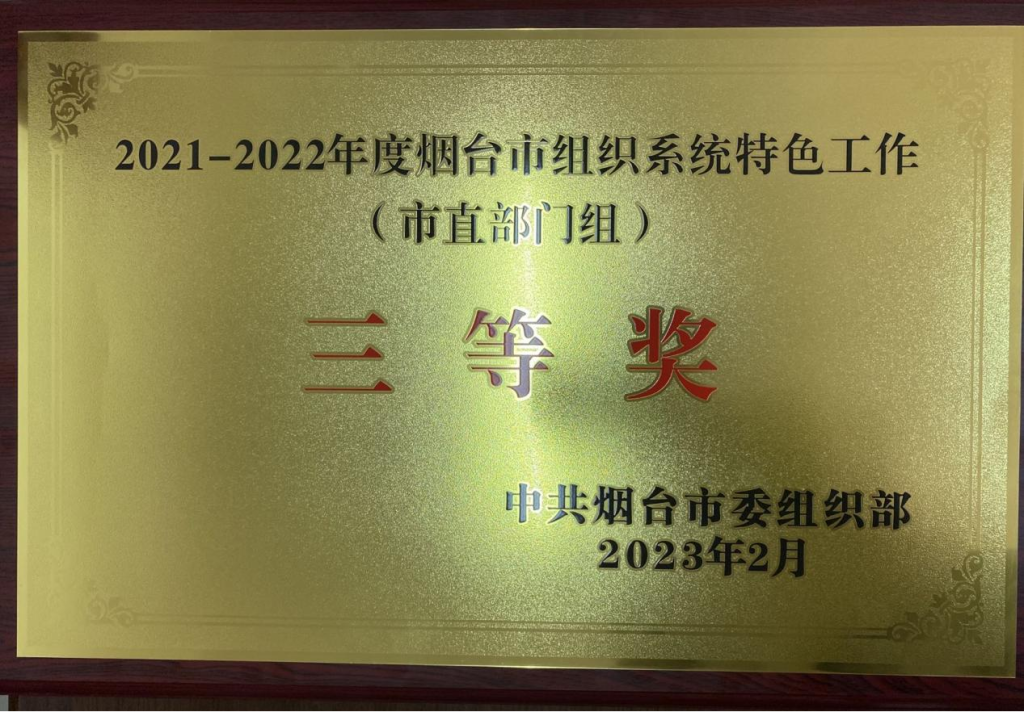 2021-2022年度烟台市组织系统特色工作
（市直部门组）
三等奖
中共烟台市委组织部
2023年2月